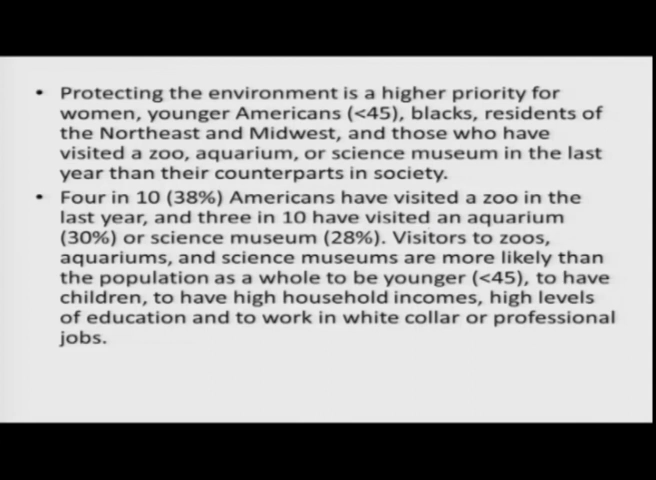 • Protecting the environment is a higher priority for
women, younger Americans (<45), blacks, residents of
the Northeast and Midwest, and those who have
visited a zoo, aquarium, or science museum in the last
year than their counterparts in society.
• Four in 10 (38%) Americans have visited a zoo in the
last year, and three in 10 have visited an aquarium
(30%) or science museum (28%). Visitors to zoos,
aquariums, and science museums are more likely than
the population as a whole to be younger (<45), to have
children, to have high household incomes, high levels
of education and to work in white collar or professional
jobs.